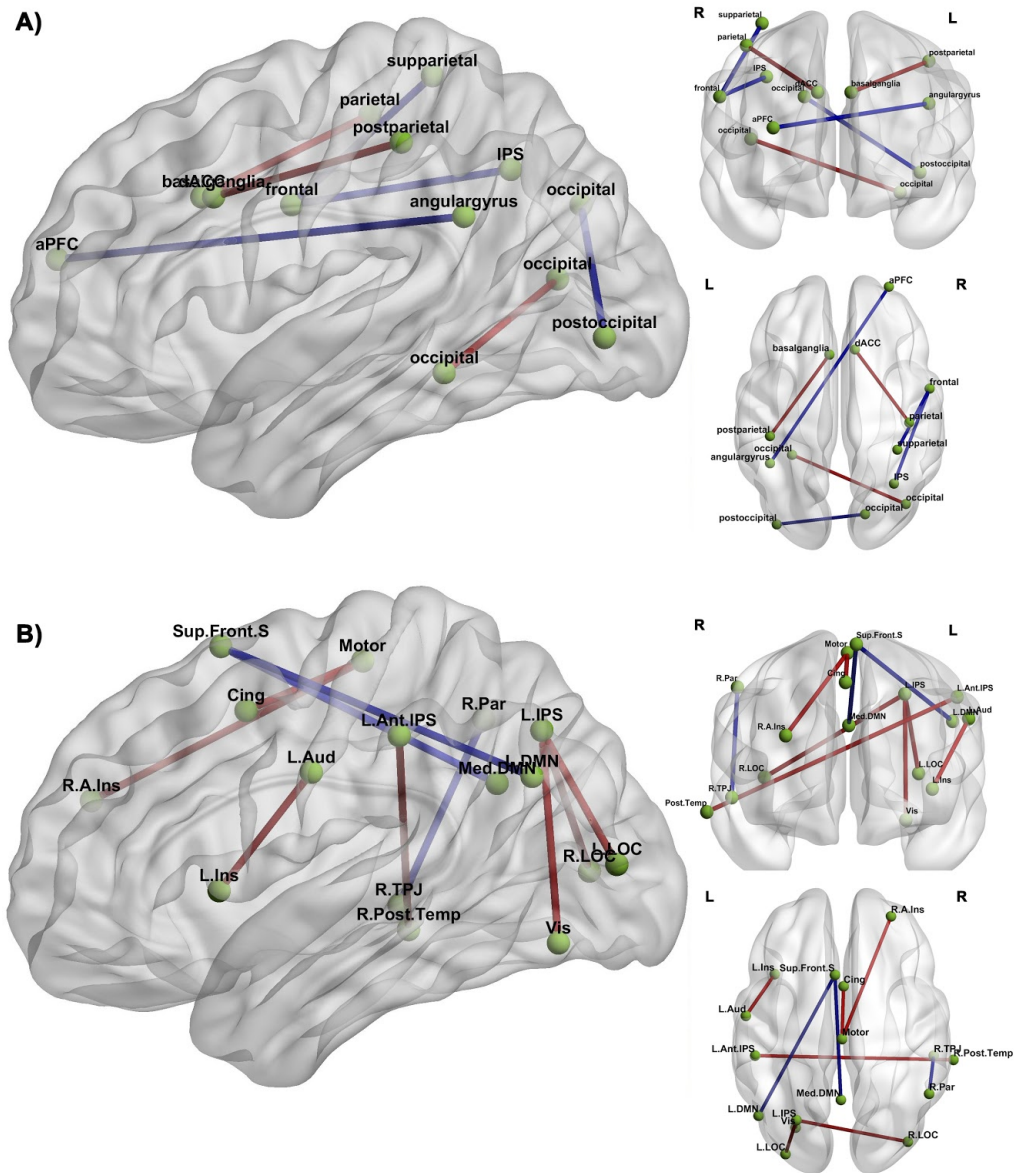 A)
supparietal
parietal
postparietal
IPS
basalganglia
dACC
frontal
occipital
angulargyrus
aPFC
occipital
postoccipital
occipital
R
L
supparietal
parietal
postparietal
IPS
dACC
frontal
occipital
basalganglia
angulargyrus
aPFC
occipital
postoccipital
occipital
L
R
aPFC
basalganglia
dACC
frontal
parietal
postparietal
supparietal
occipital
angulargyrus
IPS
occipital
postoccipital
occipital
B)
Sup.Front.S
Motor
Cing
R.Par
L.Ant.IPS
L.IPS
L.Aud
L.DMN
Med.DMN
R.A.Ins
L.LOC
R.LOC
L.Ins
R.TPJ
R.Post.Temp
Vis
R
L
Sup.Front.S
Motor
Cing
R.Par
L.IPS
L.Ant.IPS
L.Aud
L.DMN
Med.DMN
R.A.Ins
L.LOC
R.LOC
L.Ins
R.TPJ
Post.Temp
Vis
L
R
R.A.Ins
L.Ins
Sup.Front.S
Cing
L.Aud
Motor
L.Ant.IPS
R.TPJ
R.Post.Temp
R.Par
Med.DMN
L.DMN
L.IPS
Vis
R.LOC
L.LOC